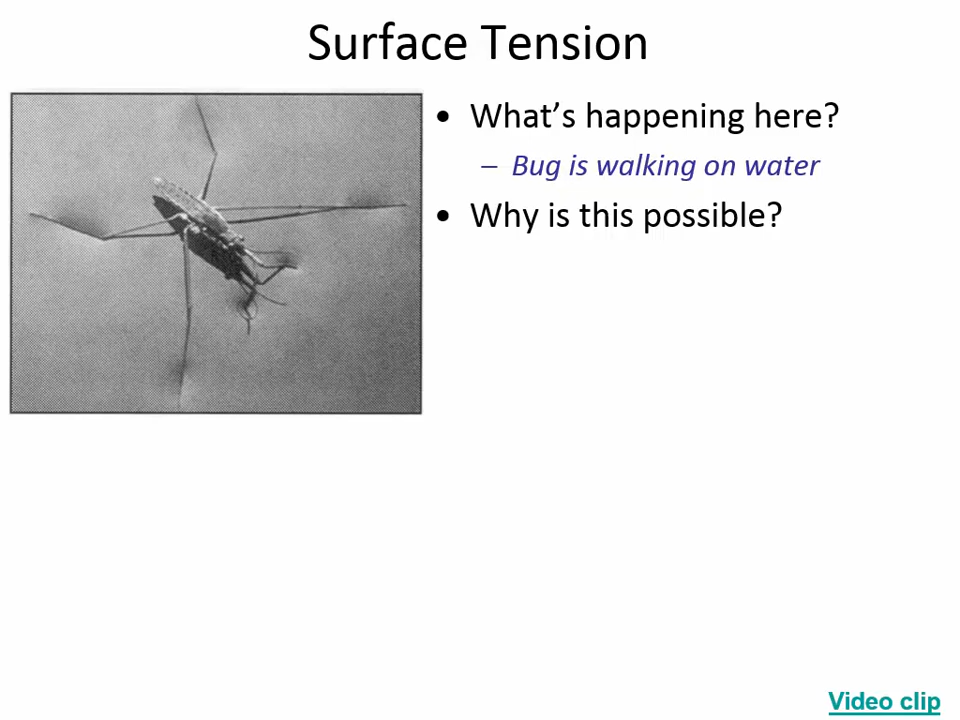 Surface Tension
• What’s happening here?
– Bug is walking on water
• Why is this possible?
Video clip